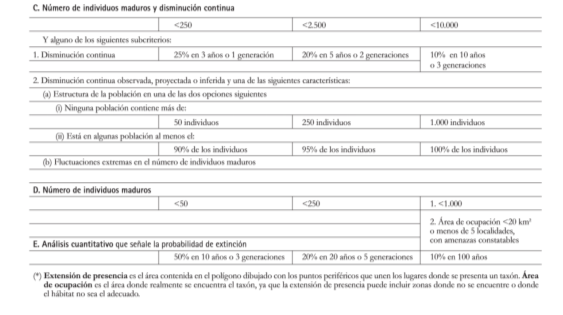 C. Número de individuos maduros y disminución continua
<250 <2.500 <10.000
Y alguno de los siguientes subcriterios:
1. Disminución continua 25% en 3 años o 1 generación 20% en 5 años o 2 generaciones 10% en 10 años
o 3 generaciones
2. Disminución continua observada, proyectada o inferida y una de las siguientes características:
(a) Estructura de la población en una de las dos opciones siguientes
(i) Ninguna población contiene más de:
50 individuos 250 individuos 1.000 individuos
(ii) Está en algunas población al menos el:
90% de los individuos 95% de los individuos 100% de los individuos
(b) Fluctuaciones extremas en el número de individuos maduros
D. Número de individuos maduros
<50 <250 1. <1.000
2. Área de ocupación <20 km²
o menos de 5 localidades,
con amenazas constatables
E. Análisis cuantitativo que señale la probabilidad de extinción
50% en 10 años o 3 generaciones 20% en 20 años o 5 generaciones 10% en 100 años
(*) Extensión de presencia es el área contenida en el polígono dibujado con los puntos periféricos que unen los lugares donde se presenta un taxón. Área
de ocupación es el área donde realmente se encuentra el taxón, ya que la extensión de presencia puede incluir zonas donde no se encuentre o donde
el hábitat no sea el adecuado.